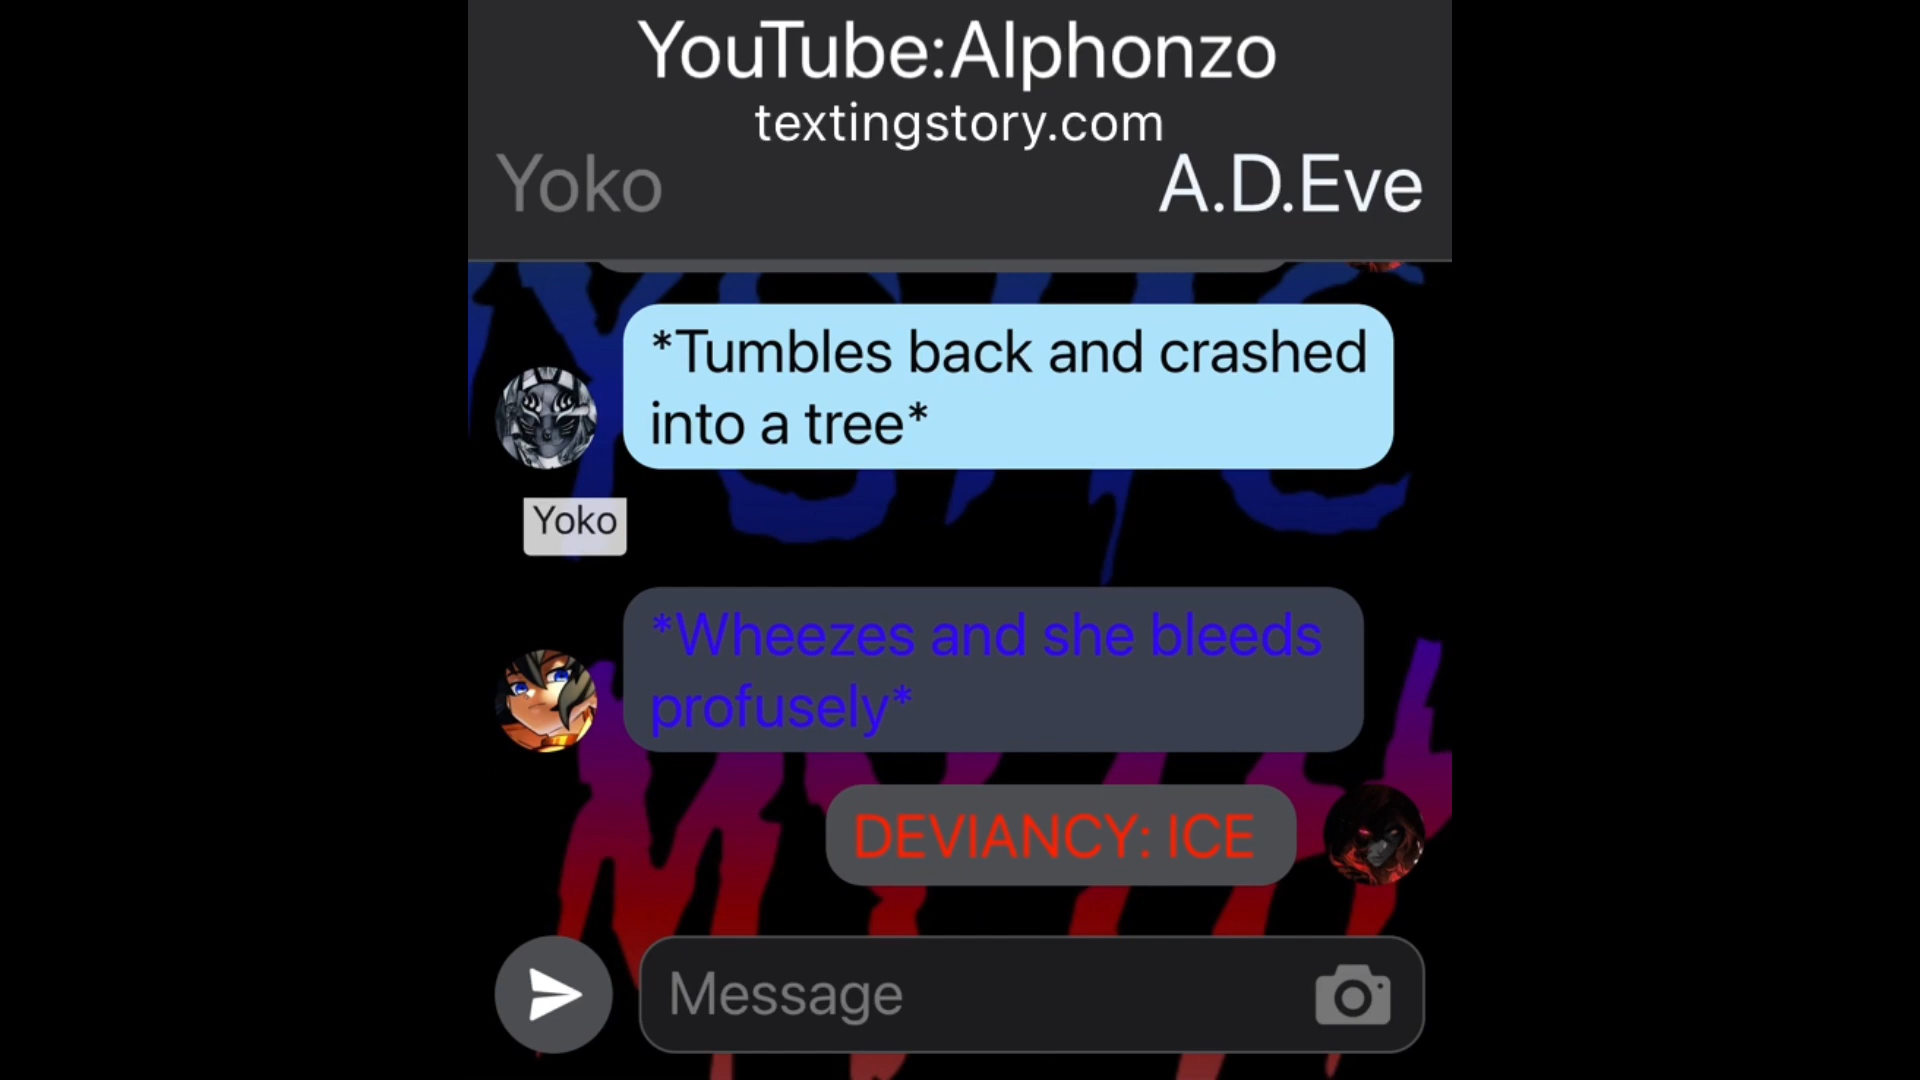 YouTube:Alphonzo
textingstory.com
Yoko
A.D.Eve
*Tumbles back and crashed
into a tree*
Yoko
*Wheezes and she bleeds
profusely*
DEVIANCY: ICE
Message